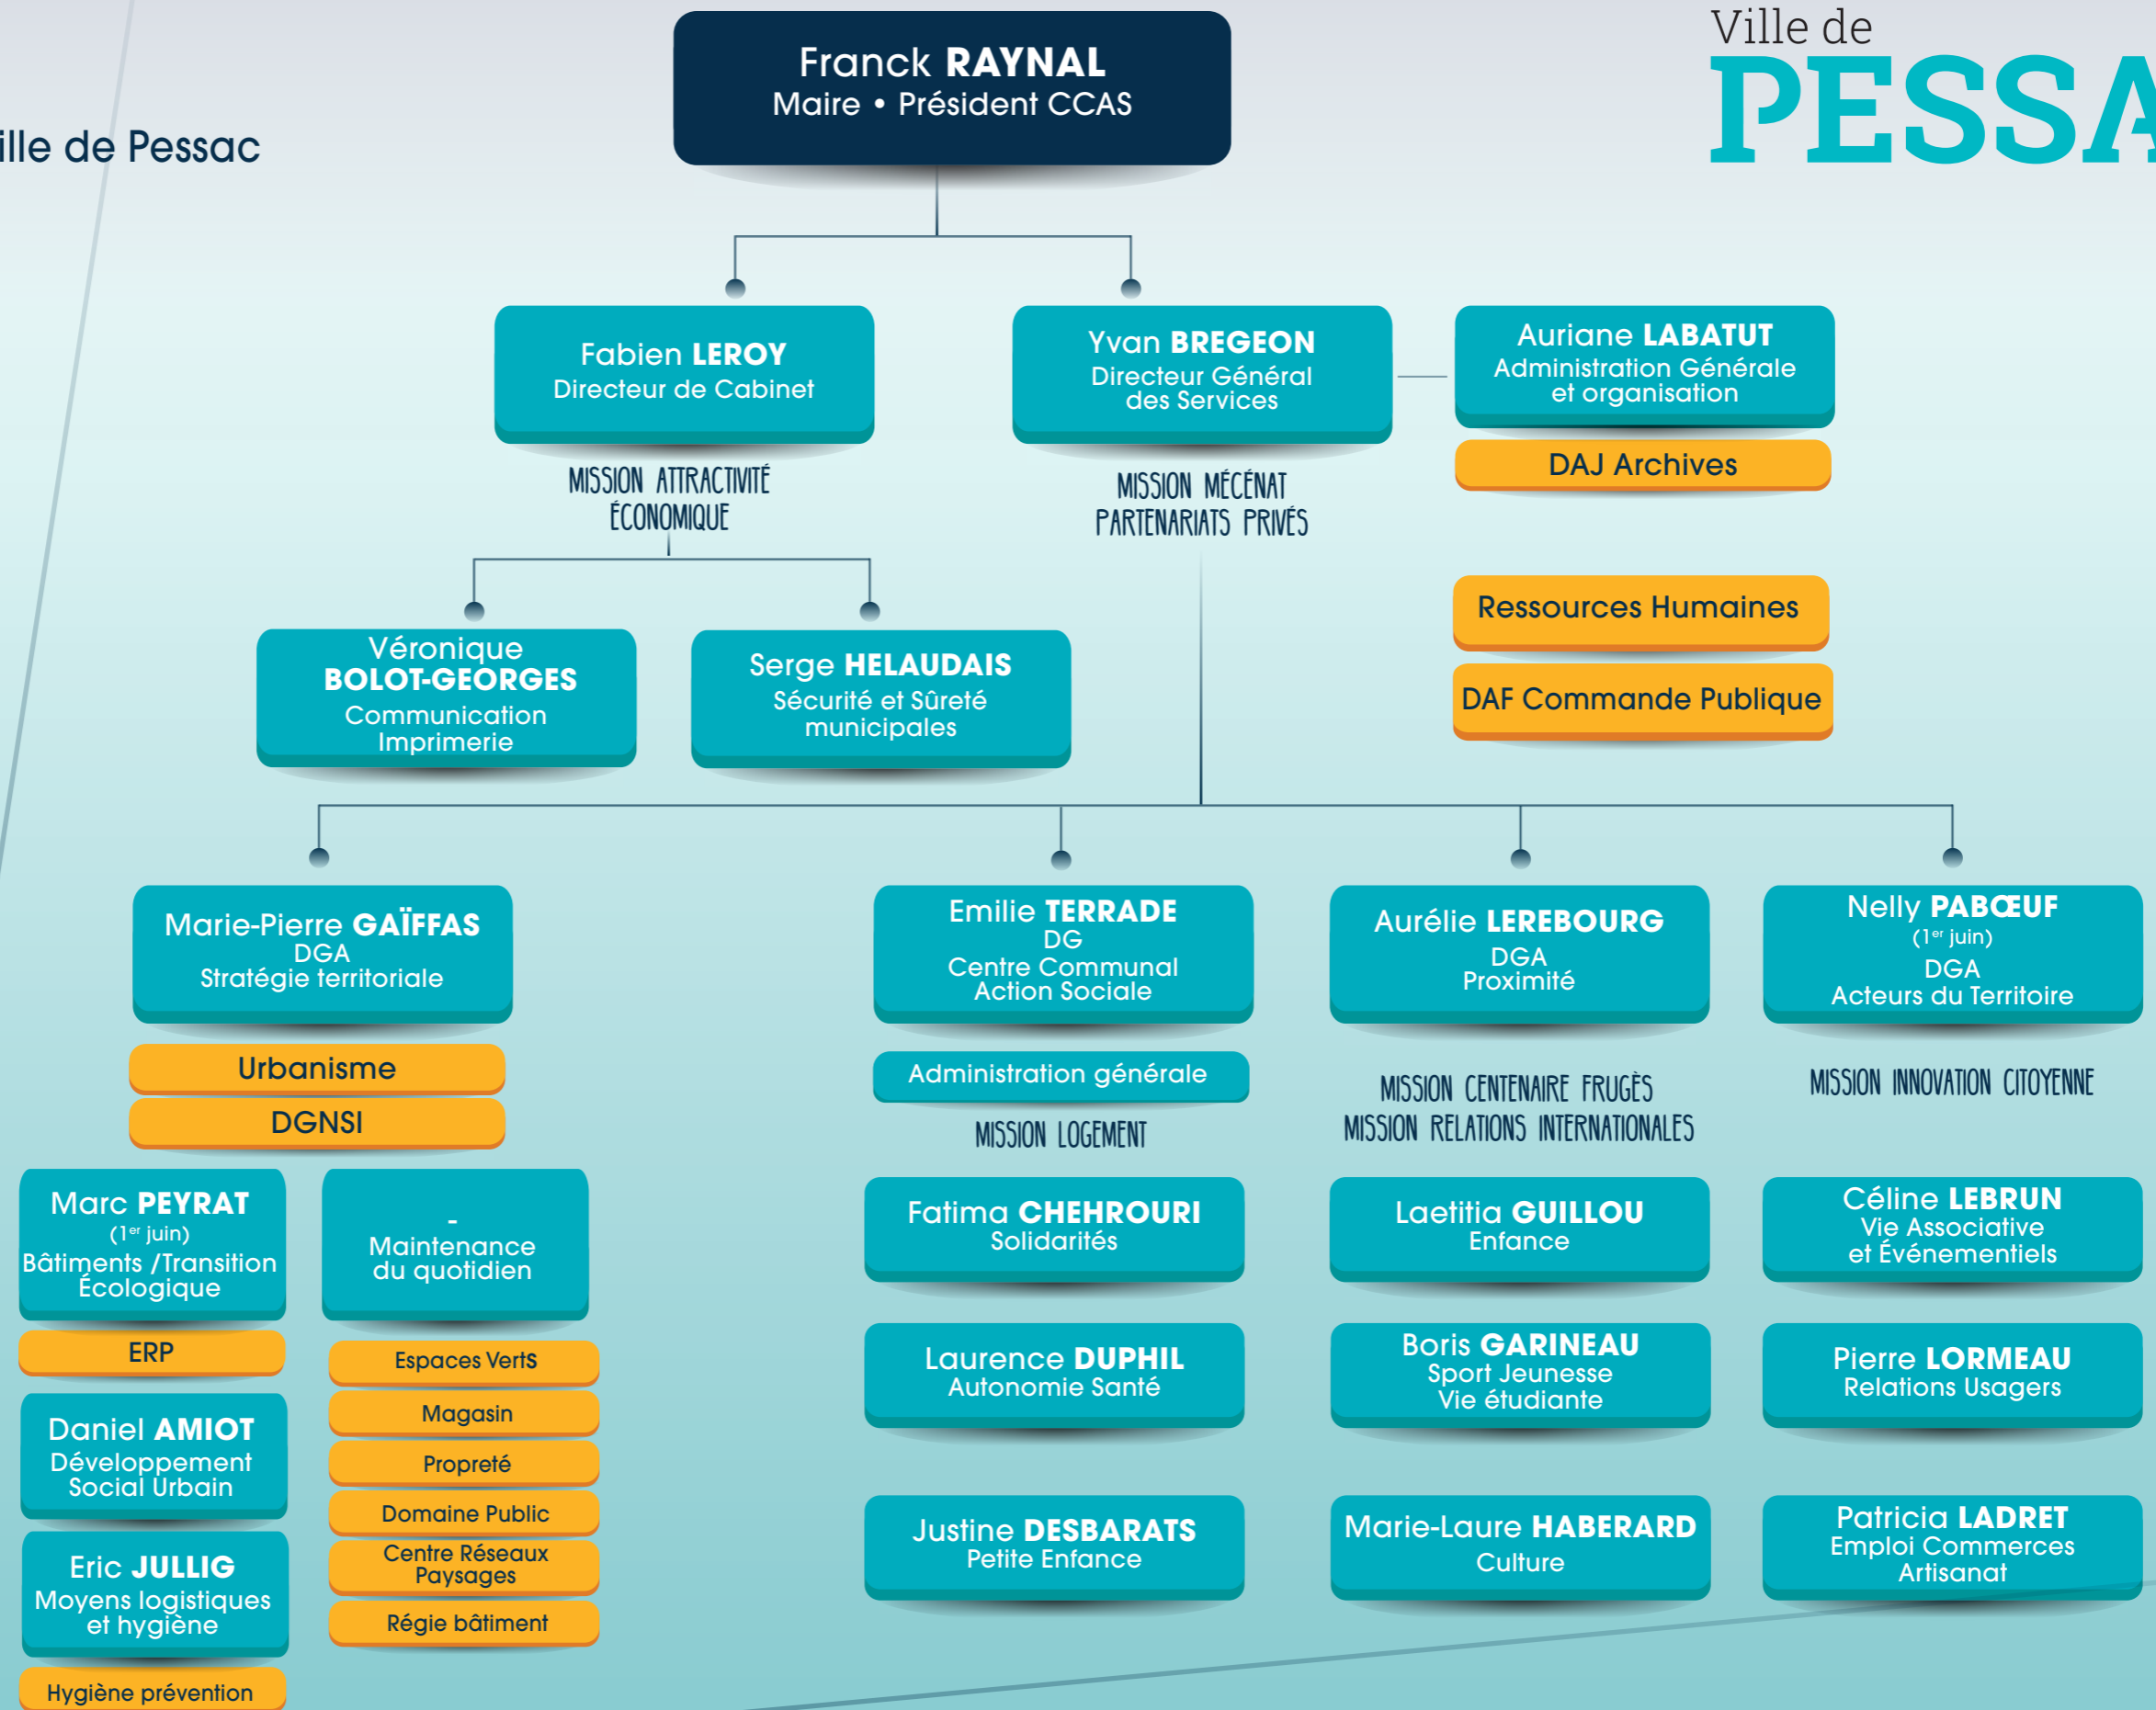 Ville de
PESSA
ille de Pessac
Franck RAYNAL
Maire • Président CCAS
Fabien LEROY
Directeur de Cabinet
MISSION ATTRACTIVITÉ
ÉCONOMIQUE
Yvan BREGEON
Directeur Général
des Services
MISSION MÉCÉNAT
PARTENARIATS PRIVÉS
Auriane LABATUT
Administration Générale
et organisation
DAJ Archives
Ressources Humaines
DAF Commande Publique
Véronique
BOLOT-GEORGES
Communication
Imprimerie
Serge HELAUDAIS
Sécurité et Sûreté
municipales
Marie-Pierre GAÏFFAS
DGA
Stratégie territoriale
Urbanisme
DGNSI
Marc PEYRAT
(1er juin)
Bâtiments /Transition
Écologique
ERP
Daniel AMIOT
Développement
Social Urbain
Eric JULLIG
Moyens logistiques
et hygiène
Hygiène prévention
-
Maintenance
du quotidien
Espaces Verts
Magasin
Propreté
Domaine Public
Centre Réseaux
Paysages
Régie bâtiment
Emilie TERRADE
DG
Centre Communal
Action Sociale
Administration générale
MISSION LOGEMENT
Fatima CHEHROURI
Solidarités
Laurence DUPHIL
Autonomie Santé
Justine DESBARATS
Petite Enfance
Aurélie LEREBOURG
DGA
Proximité
MISSION CENTENAIRE FRUGÈS
MISSION RELATIONS INTERNATIONALES
Laetitia GUILLOU
Enfance
Boris GARINEAU
Sport Jeunesse
Vie étudiante
Marie-Laure HABERARD
Culture
Nelly PABŒUF
(1er juin)
DGA
Acteurs du Territoire
MISSION INNOVATION CITOYENNE
Céline LEBRUN
Vie Associative
et Événementiels
Pierre LORMEAU
Relations Usagers
Patricia LADRET
Emploi Commerces
Artisanat